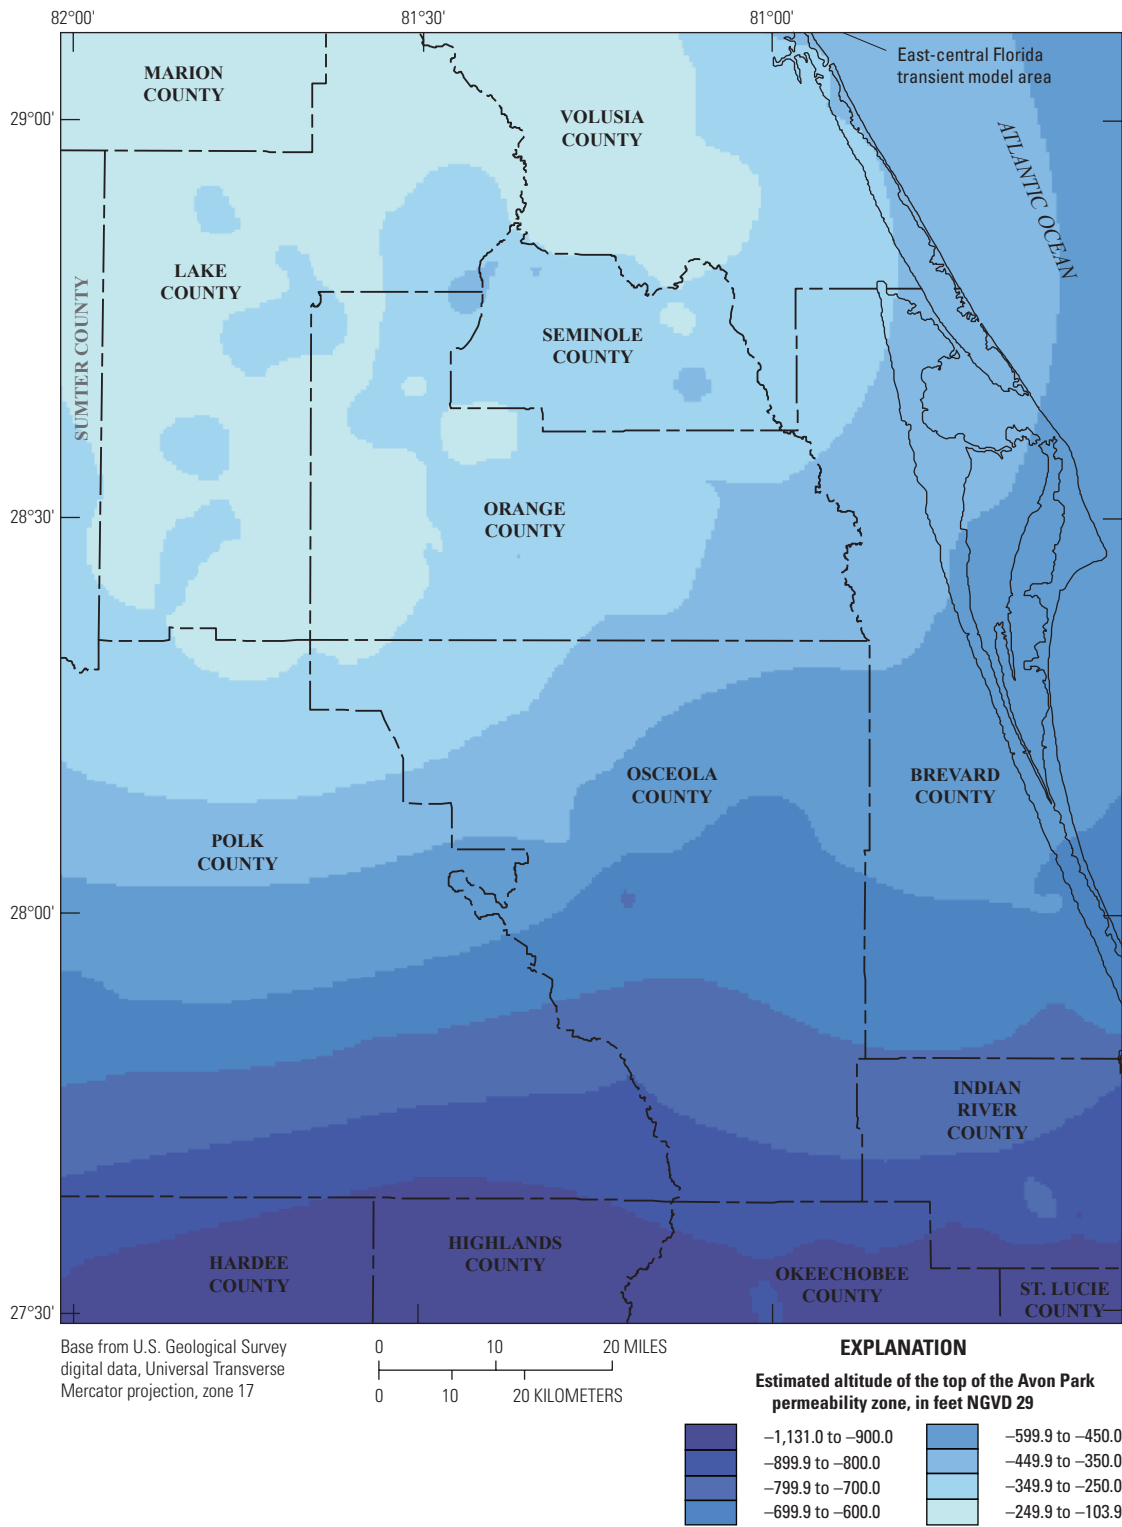 82°00'
81°30'
81°00'
29°00'
28°30'
28°00'
27°30'
East-central Florida
transient model area
MARION
COUNTY
VOLUSIA
COUNTY
ATLANTIC OCEAN
LAKE
COUNTY
SUMTER COUNTY
SEMINOLE
COUNTY
ORANGE
COUNTY
OSCEOLA
COUNTY
BREVARD
COUNTY
POLK
COUNTY
INDIAN
RIVER
COUNTY
HARDEE
COUNTY
HIGHLANDS
COUNTY
OKEECHOBEE
COUNTY
ST. LUCIE
COUNTY
Base from U.S. Geological Survey
digital data, Universal Transverse
Mercator projection, zone 17
0 10 20 MILES
0 10 20 KILOMETERS
EXPLANATION
Estimated altitude of the top of the Avon Park
permeability zone, in feet NGVD 29
–1,131.0 to –900.0
–899.9 to –800.0
–799.9 to –700.0
–699.9 to –600.0
–599.9 to –450.0
–449.9 to –350.0
–349.9 to –250.0
–249.9 to –103.9